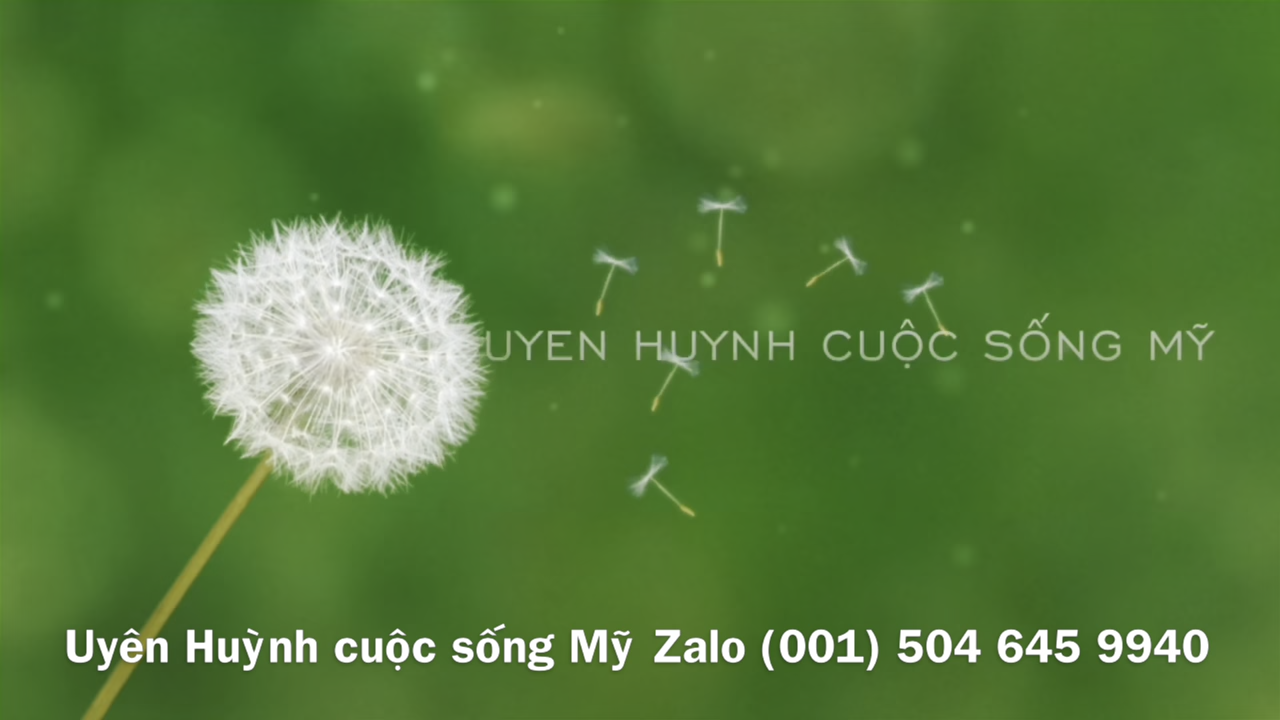 UYEN HUYNH CUỘC SỐNG MỸ
Uyên Huỳnh cuộc sống Mỹ Zalo (001) 504 645 9940